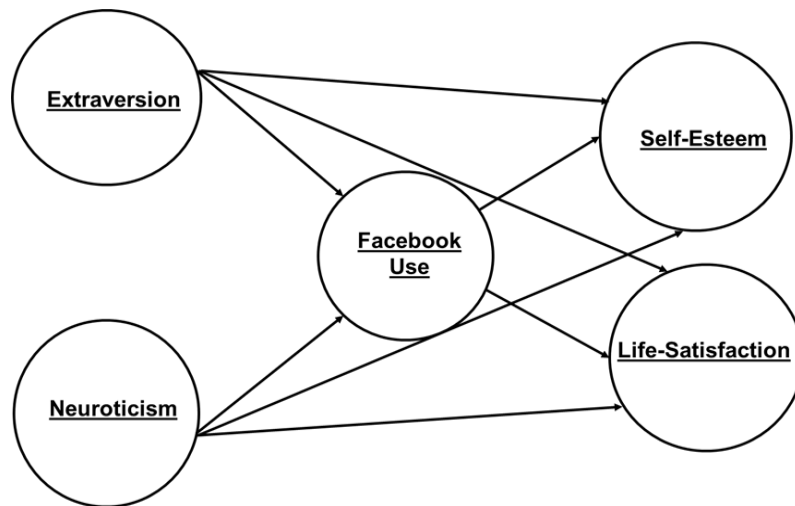 Extraversion
Self-Esteem
Facebook
Use
Life-Satisfaction
Neuroticism